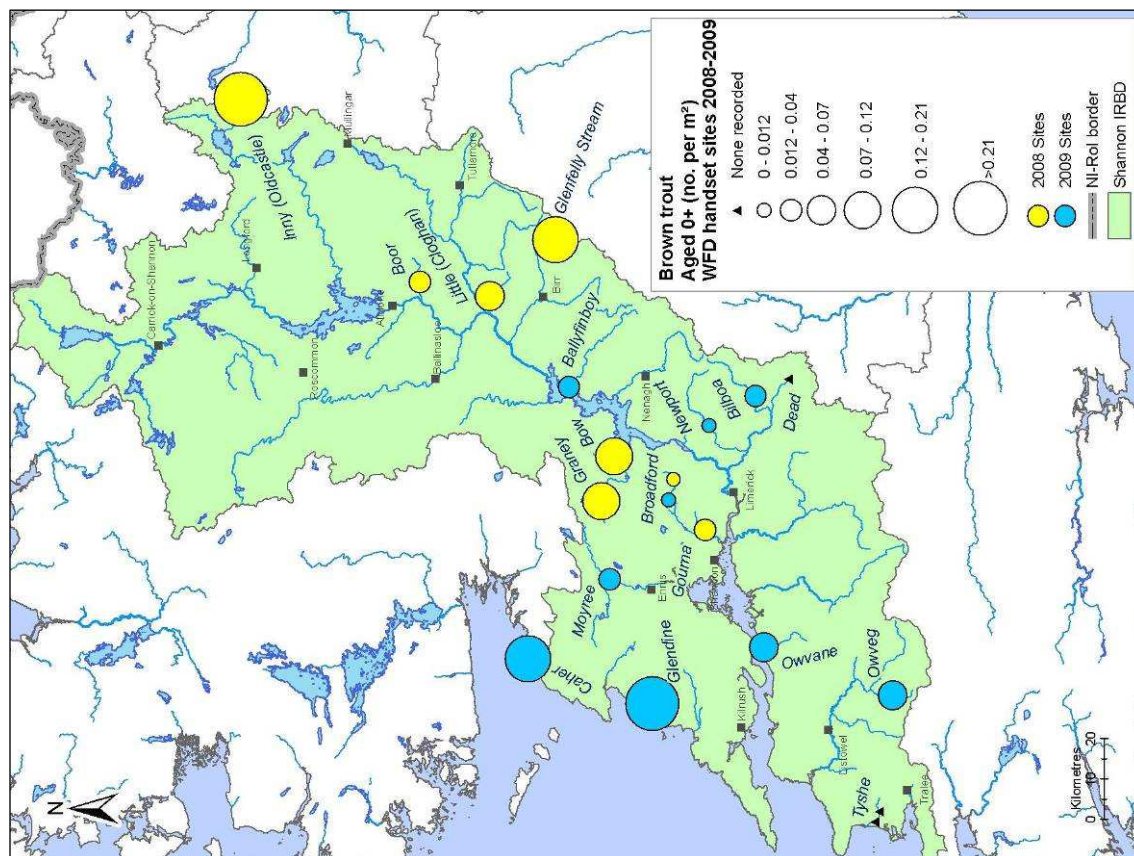 N
Carrick-on-Shannon
Longford
Roscommon
Inny (Oldcastle)
Mullingar
Athlone
Boor
Ballinasloe
Little (Cloghan)
Tullamore
Glenfelly Stream
Birr
Ballyfinboy
Nenagh
Bow
Graney
Newport
Bilboa
Dead
Broadford
Limerick
Gourna
Shannon
Moyree
Ennis
Caher
Glendine
Kilrush
Owvane
Owveg
Listowel
Tyshe
Tralee
0 10 20
Kilometres
Brown trout
Aged 0+ (no. per m²)
WFD handset sites 2008-2009
None recorded
0 - 0.012
0.012 - 0.04
0.04 - 0.07
0.07 - 0.12
0.12 - 0.21
>0.21
2008 Sites
2009 Sites
NI-RoI border
Shannon IRBD